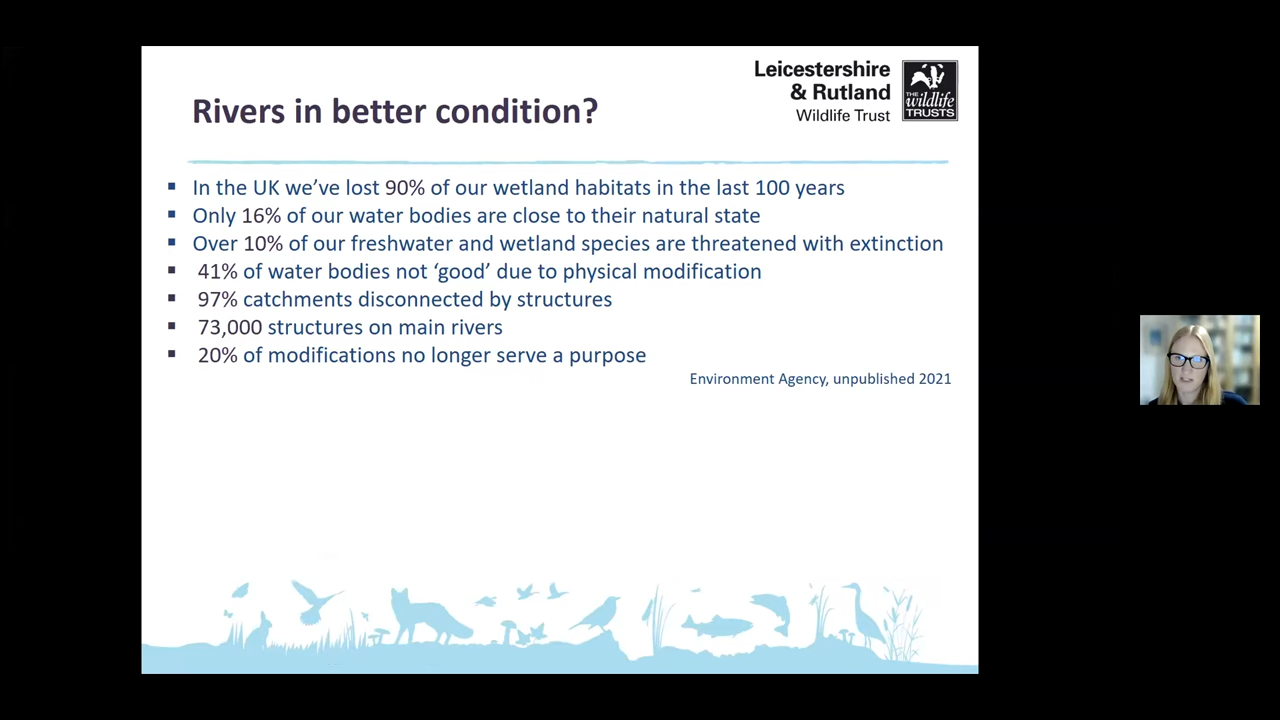 Leicestershire
& Rutland
Wildlife Trust
THE
wildlife
TRUSTS
Rivers in better condition?
▪ In the UK we’ve lost 90% of our wetland habitats in the last 100 years
▪ Only 16% of our water bodies are close to their natural state
▪ Over 10% of our freshwater and wetland species are threatened with extinction
▪ 41% of water bodies not ‘good’ due to physical modification
▪ 97% catchments disconnected by structures
▪ 73,000 structures on main rivers
▪ 20% of modifications no longer serve a purpose
Environment Agency, unpublished 2021